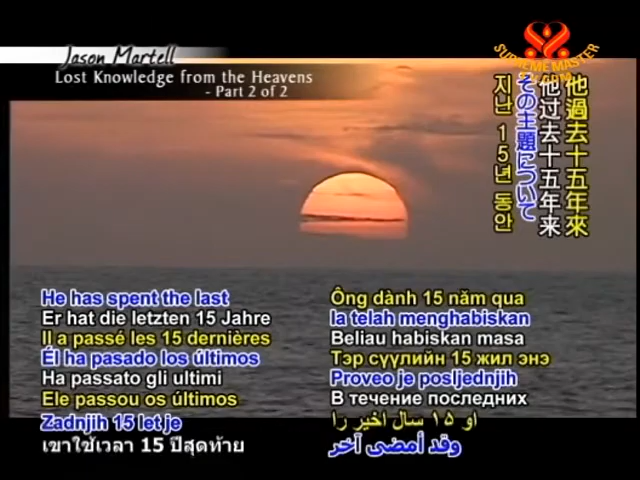 Jason Martell
Lost Knowledge from the Heavens
- Part 2 of 2
SUPREME MASTER
TV.COM
他過去十五年來
他过去十五年来
その主題について
지난 15년 동안
He has spent the last
Er hat die letzten 15 Jahre
Il a passé les 15 dernières
Él ha pasado los últimos
Ha passato gli ultimi
Ele passou os últimos
Zadnjih 15 let je
เขาใช้เวลา 15 ปีสุดท้าย
Ông dành 15 năm qua
Ia telah menghabiskan
Beliau habiskan masa
Тэр сүүлийн 15 жил энэ
Proveo je posljednjih
В течение последних
او ۱۵ سال اخیر را
وقد أمضى آخر